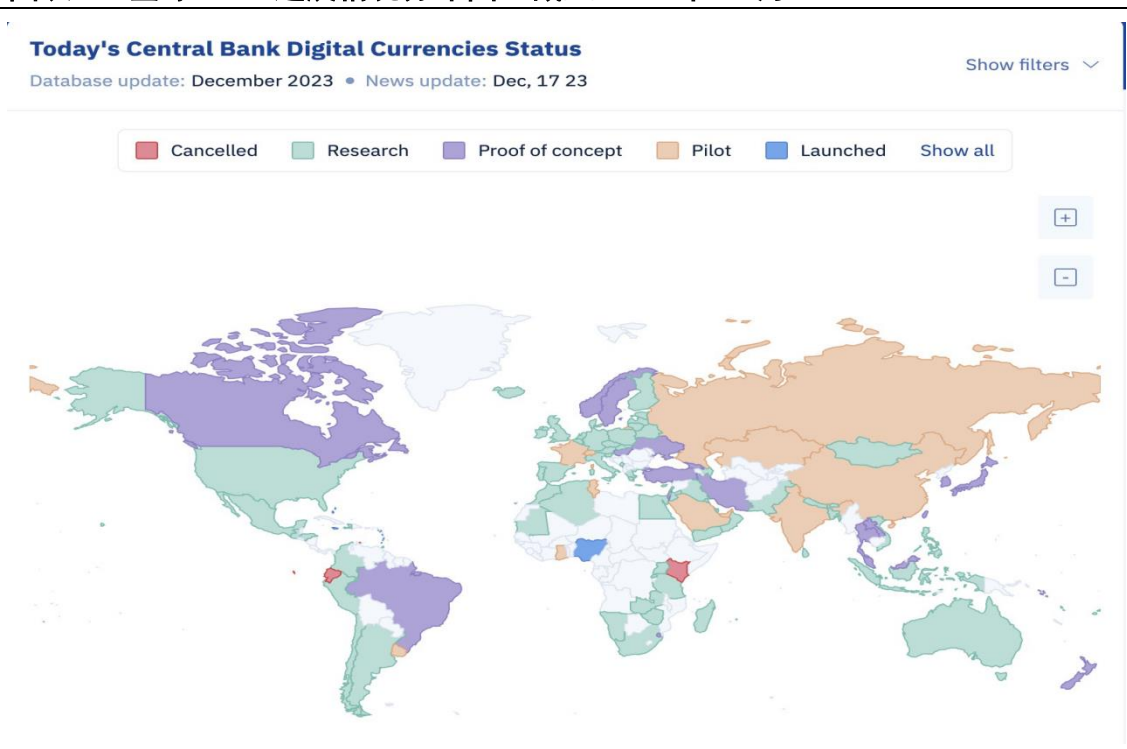 Today's Central Bank Digital Currencies Status
Show filters
Database update: December 2023 • News update: Dec, 17 23
Cancelled Research Proof of concept Pilot Launched Show all
+
-